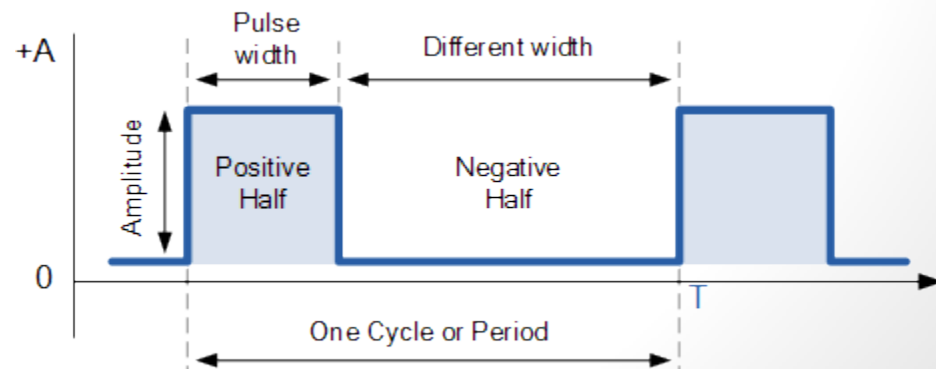 Pulse
width
Different width
+A
Amplitude
Positive
Half
Negative
Half
0
T
One Cycle or Period